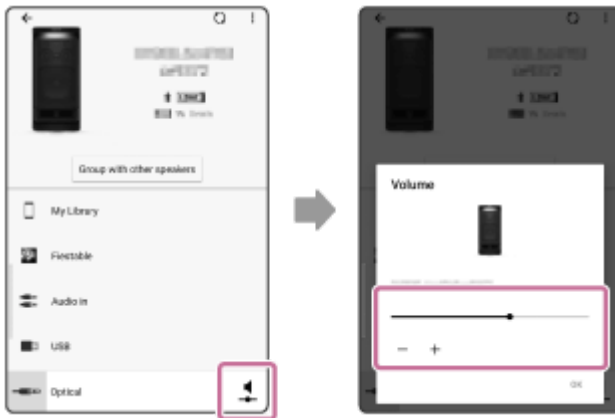 Group with other speakers
My Library
Fiestable
Audio in
USB
Optical
Volume
OK